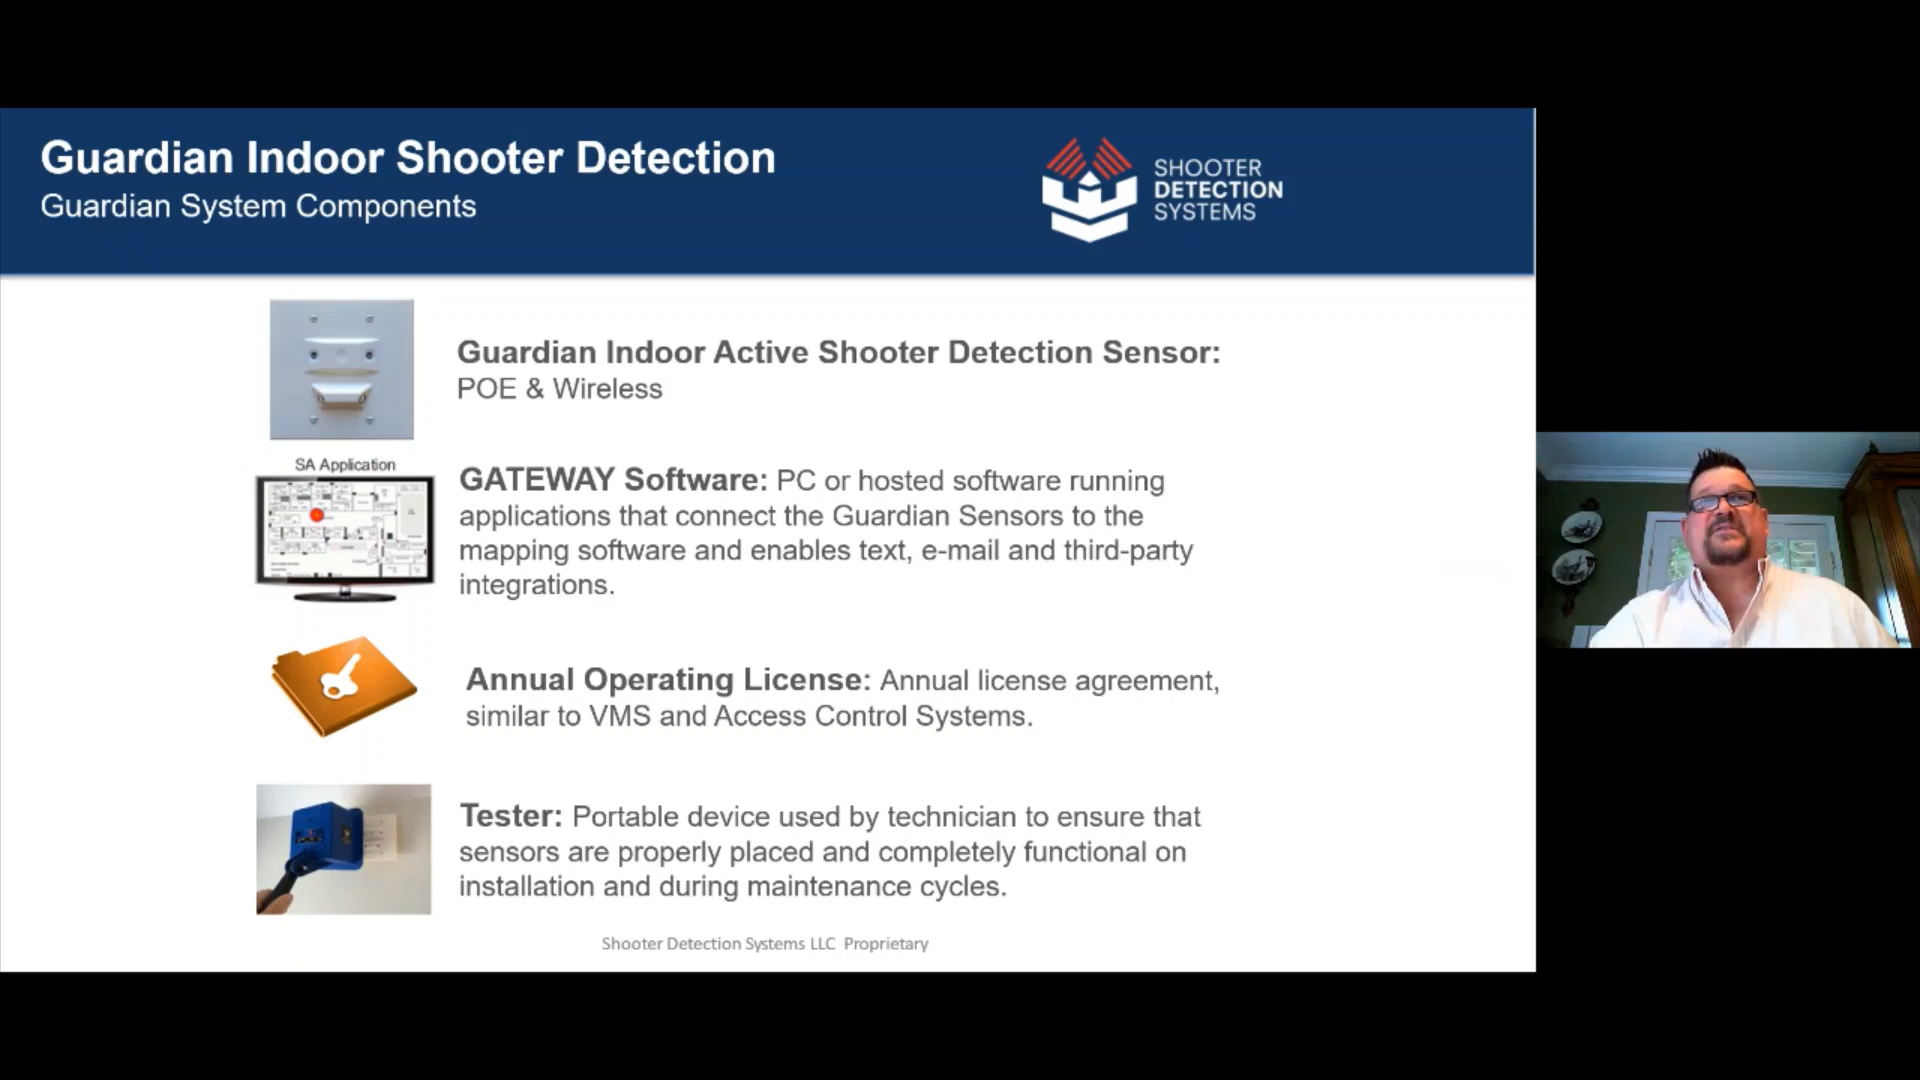 Guardian Indoor Shooter Detection
Guardian System Components
SHOOTER
DETECTION
SYSTEMS
Guardian Indoor Active Shooter Detection Sensor:
POE & Wireless
SA Application
GATEWAY Software: PC or hosted software running
applications that connect the Guardian Sensors to the
mapping software and enables text, e-mail and third-party
integrations.
Annual Operating License: Annual license agreement,
similar to VMS and Access Control Systems.
Tester: Portable device used by technician to ensure that
sensors are properly placed and completely functional on
installation and during maintenance cycles.
Shooter Detection Systems LLC Proprietary